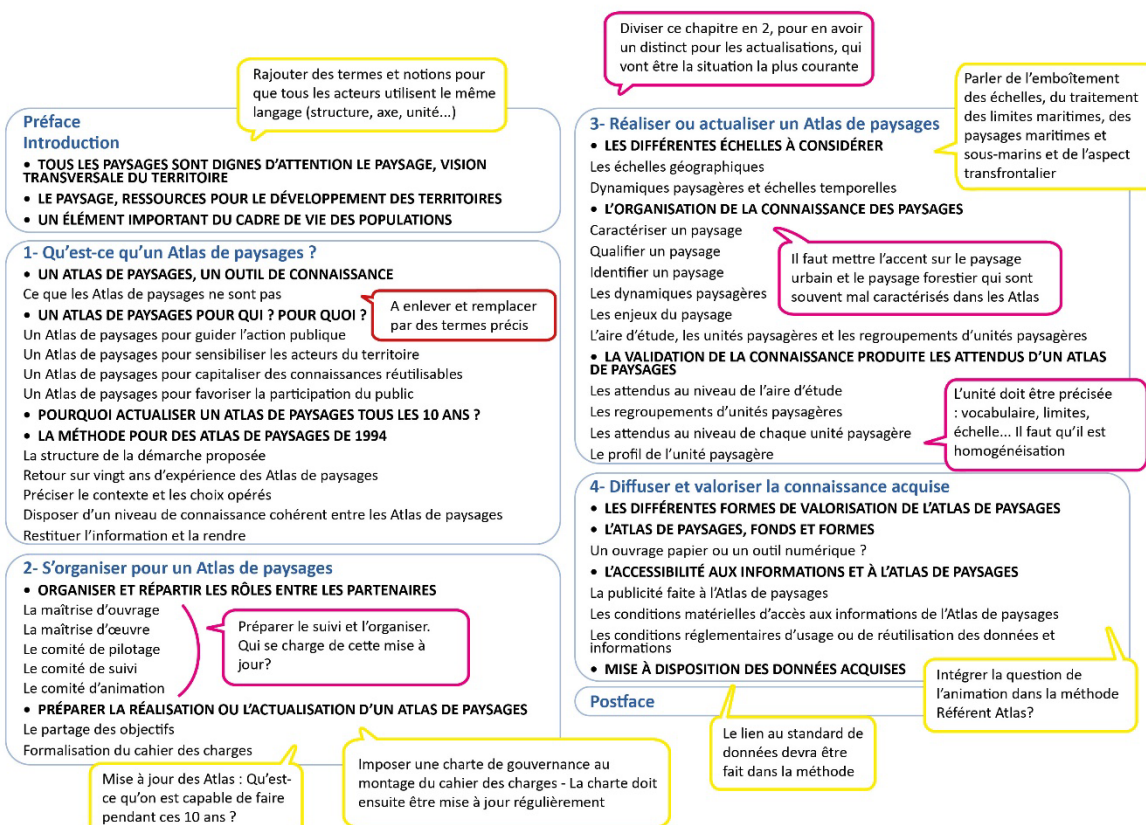 Rajouter des termes et notions pour
que tous les acteurs utilisent le même
langage (structure, axe, unité...)
Préface
Introduction
• TOUS LES PAYSAGES SONT DIGNES D'ATTENTION LE PAYSAGE, VISION
TRANSVERSALE DU TERRITOIRE
• LE PAYSAGE, RESSOURCES POUR LE DÉVELOPPEMENT DES TERRITOIRES
• UN ÉLÉMENT IMPORTANT DU CADRE DE VIE DES POPULATIONS
1- Qu'est-ce qu'un Atlas de paysages ?
• UN ATLAS DE PAYSAGES, UN OUTIL DE CONNAISSANCE
Ce que les Atlas de paysages ne sont pas
• UN ATLAS DE PAYSAGES POUR QUI ? POUR QUOI ?
A enlever et remplacer
par des termes précis
Un Atlas de paysages pour guider l'action publique
Un Atlas de paysages pour sensibiliser les acteurs du territoire
Un Atlas de paysages pour capitaliser des connaissances réutilisables
Un Atlas de paysages pour favoriser la participation du public
• POURQUOI ACTUALISER UN ATLAS DE PAYSAGES TOUS LES 10 ANS ?
• LA MÉTHODE POUR DES ATLAS DE PAYSAGES DE 1994
La structure de la démarche proposée
Retour sur vingt ans d'expérience des Atlas de paysages
Préciser le contexte et les choix opérés
Disposer d'un niveau de connaissance cohérent entre les Atlas de paysages
Restituer l'information et la rendre
2- S'organiser pour un Atlas de paysages
• ORGANISER ET RÉPARTIR LES RÔLES ENTRE LES PARTENAIRES
La maîtrise d'ouvrage
La maîtrise d'œuvre
Le comité de pilotage
Le comité de suivi
Le comité d'animation
Préparer le suivi et l'organiser.
Qui se charge de cette mise à
jour?
• PRÉPARER LA RÉALISATION OU L'ACTUALISATION D'UN ATLAS DE PAYSAGES
Le partage des objectifs
Formalisation du cahier des charges
Mise à jour des Atlas : Qu'est-
ce qu'on est capable de faire
pendant ces 10 ans ?
Imposer une charte de gouvernance au
montage du cahier des charges - La charte doit
ensuite être mise à jour régulièrement
Diviser ce chapitre en 2, pour en avoir
un distinct pour les actualisations, qui
vont être la situation la plus courante
Parler de l'emboîtement
des échelles, du traitement
des limites maritimes, des
paysages maritimes et
sous-marins et de l'aspect
transfrontalier
3- Réaliser ou actualiser un Atlas de paysages
• LES DIFFÉRENTES ÉCHELLES À CONSIDÉRER
Les échelles géographiques
Dynamiques paysagères et échelles temporelles
• L'ORGANISATION DE LA CONNAISSANCE DES PAYSAGES
Caractériser un paysage
Qualifier un paysage
Identifier un paysage
Les dynamiques paysagères
Les enjeux du paysage
Il faut mettre l'accent sur le paysage
urbain et le paysage forestier qui sont
souvent mal caractérisés dans les Atlas
L'aire d'étude, les unités paysagères et les regroupements d'unités paysagères
• LA VALIDATION DE LA CONNAISSANCE PRODUITE LES ATTENDUS D'UN ATLAS
DE PAYSAGES
Les attendus au niveau de l'aire d'étude
Les regroupements d'unités paysagères
Les attendus au niveau de chaque unité paysagère
Le profil de l'unité paysagère
L'unité doit être précisée
: vocabulaire, limites,
échelle... Il faut qu'il est
homogénéisation
4- Diffuser et valoriser la connaissance acquise
• LES DIFFÉRENTES FORMES DE VALORISATION DE L'ATLAS DE PAYSAGES
• L'ATLAS DE PAYSAGES, FONDS ET FORMES
Un ouvrage papier ou un outil numérique ?
• L'ACCESSIBILITÉ AUX INFORMATIONS ET À L'ATLAS DE PAYSAGES
La publicité faite à l'Atlas de paysages
Les conditions matérielles d'accès aux informations de l'Atlas de paysages
Les conditions réglementaires d'usage ou de réutilisation des données et
informations
• MISE À DISPOSITION DES DONNÉES ACQUISES
Intégrer la question de
l'animation dans la méthode
Référent Atlas?
Postface
Le lien au standard de
données devra être
fait dans la méthode